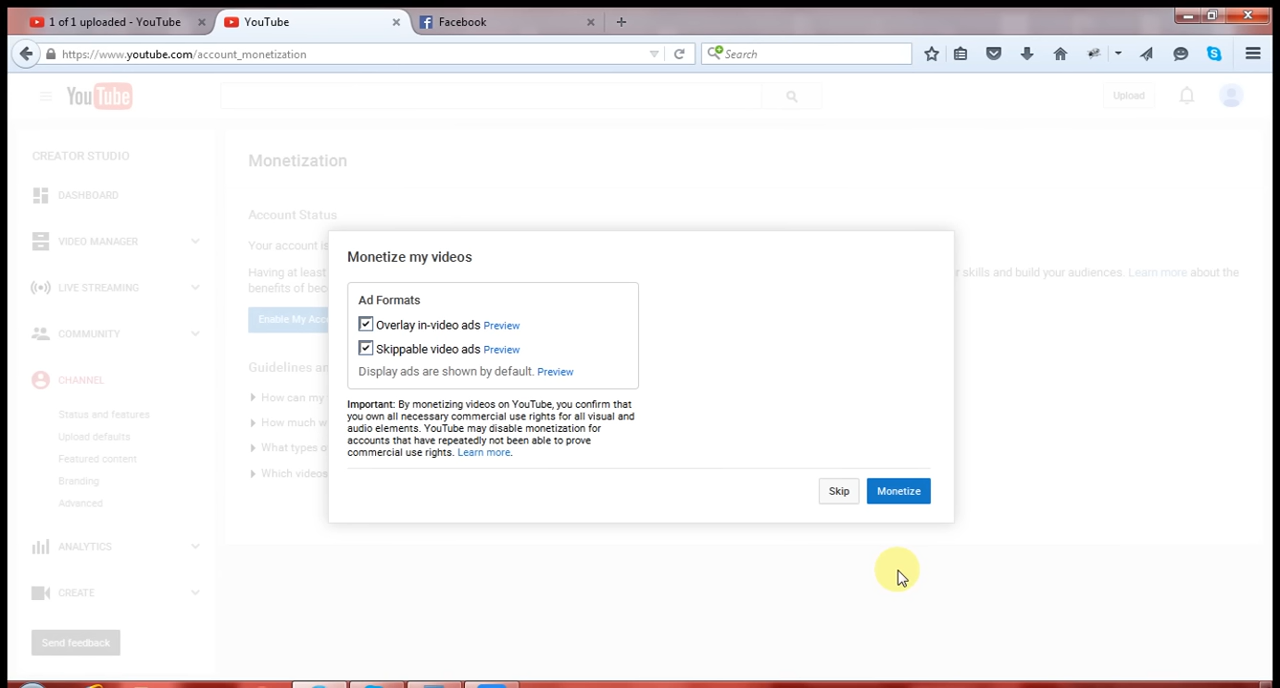 1 of 1 uploaded - YouTube
YouTube
Facebook
https://www.youtube.com/account_monetization
Search
YouTube
Upload
CREATOR STUDIO
DASHBOARD
VIDEO MANAGER
LIVE STREAMING
COMMUNITY
CHANNEL
Status and features
Upload defaults
Featured content
Branding
Advanced
ANALYTICS
CREATE
Send feedback
Monetization
Account Status
Your account is
Having at least
r skills and build your audiences. Learn more about the
benefits of bec
Enable My Acc
Guidelines an
How can my
How much w
What types o
Which videos
Monetize my videos
Ad Formats
Overlay in-video ads Preview
Skippable video ads Preview
Display ads are shown by default. Preview
Important: By monetizing videos on YouTube, you confirm that
you own all necessary commercial use rights for all visual and
audio elements. YouTube may disable monetization for
accounts that have repeatedly not been able to prove
commercial use rights. Learn more.
Skip
Monetize